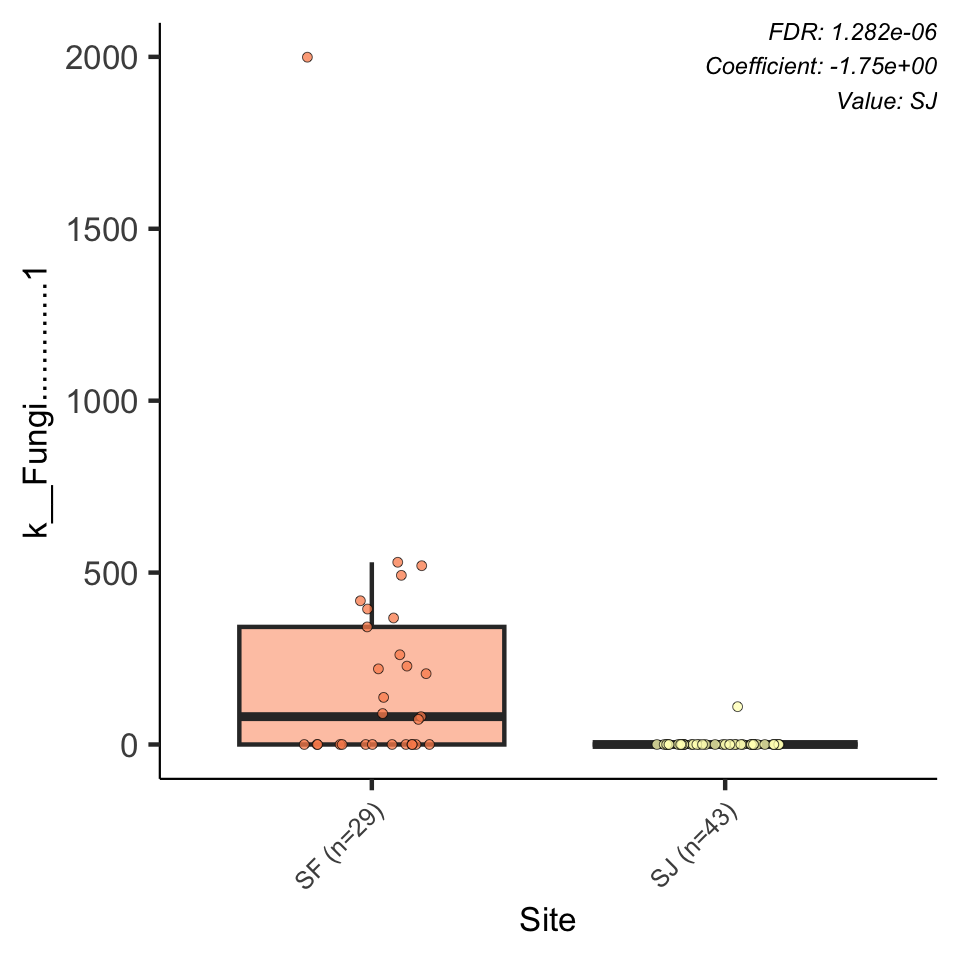 FDR: 1.282e-06
Coefficient: -1.75e+00
Value: SJ
2000
1500
1000
500
0
k__Fungi............1
SF (n=29)
SJ (n=43)
Site